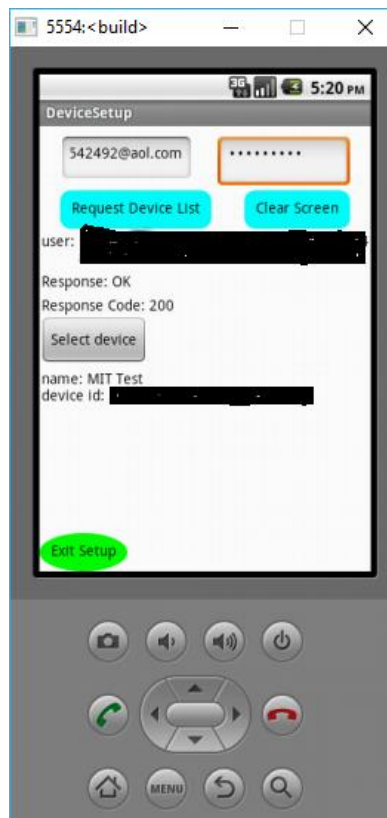 5554:<build>
3G
5:20 PM
DeviceSetup
542492@aol.com •••••••••
Request Device List Clear Screen
user:
Response: OK
Response Code: 200
Select device
name: MIT Test
device id:
Exit Setup
MENU